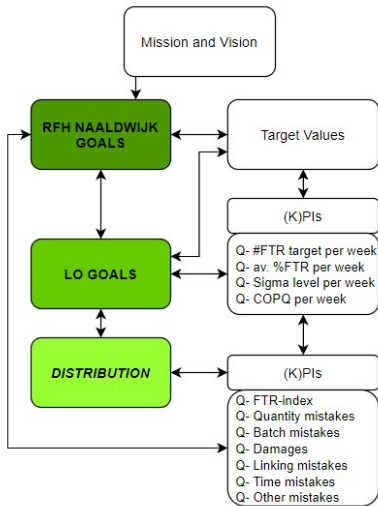 Mission and Vision
RFH NAALDWIJK
GOALS
Target Values
(K)PIs
LO GOALS
Q- #FTR target per week
Q- av. %FTR per week
Q- Sigma level per week
Q- COPQ per week
DISTRIBUTION
(K)PIs
Q- FTR-index
Q- Quantity mistakes
Q- Batch mistakes
Q- Damages
Q- Linking mistakes
Q- Time mistakes
Q- Other mistakes